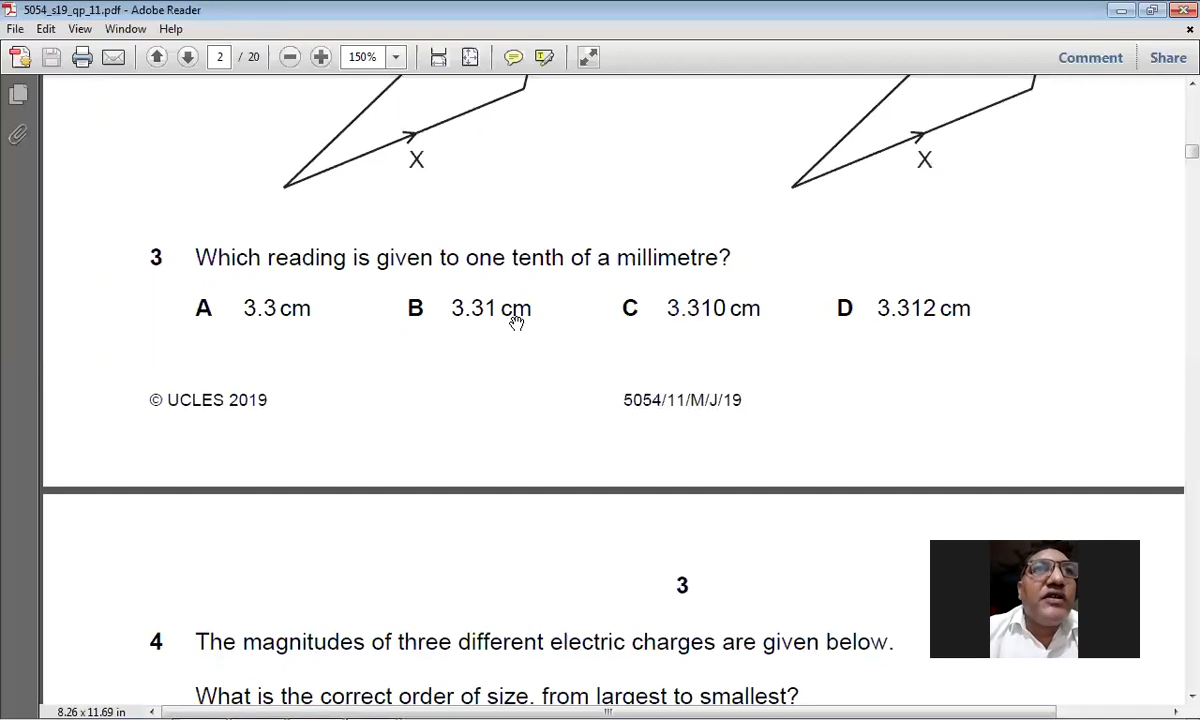 5054_s19_qp_11.pdf - Adobe Reader
File Edit View Window Help
2 / 20 150% Comment Share
X X
3 Which reading is given to one tenth of a millimetre?
A 3.3 cm B 3.31 cm C 3.310 cm D 3.312 cm
© UCLES 2019 5054/11/M/J/19
3
4 The magnitudes of three different electric charges are given below.
What is the correct order of size, from largest to smallest?
8.26 x 11.69 in